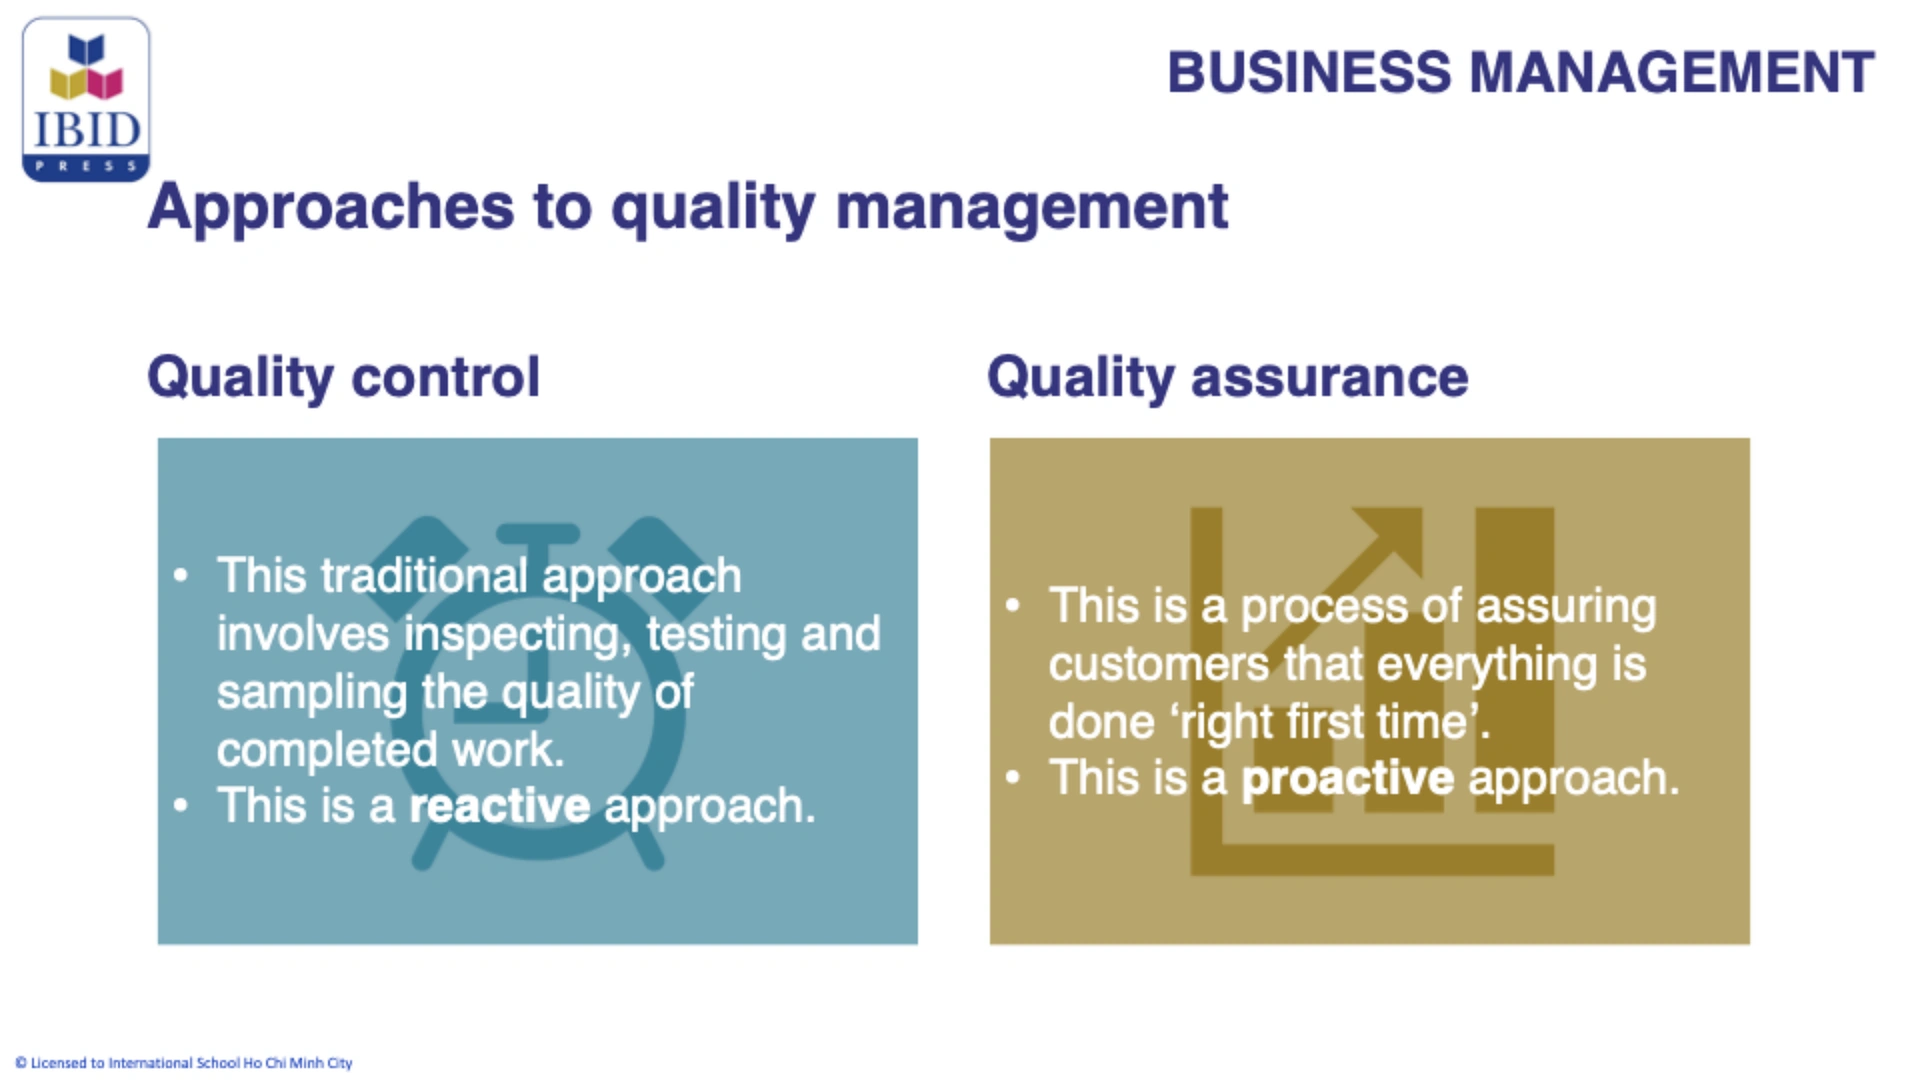 IBID
PRESS
BUSINESS MANAGEMENT
Approaches to quality management
Quality control
• This traditional approach
involves inspecting, testing and
sampling the quality of
completed work.
• This is a reactive approach.
Quality assurance
• This is a process of assuring
customers that everything is
done ‘right first time’.
• This is a proactive approach.
© Licensed to International School Ho Chi Minh City